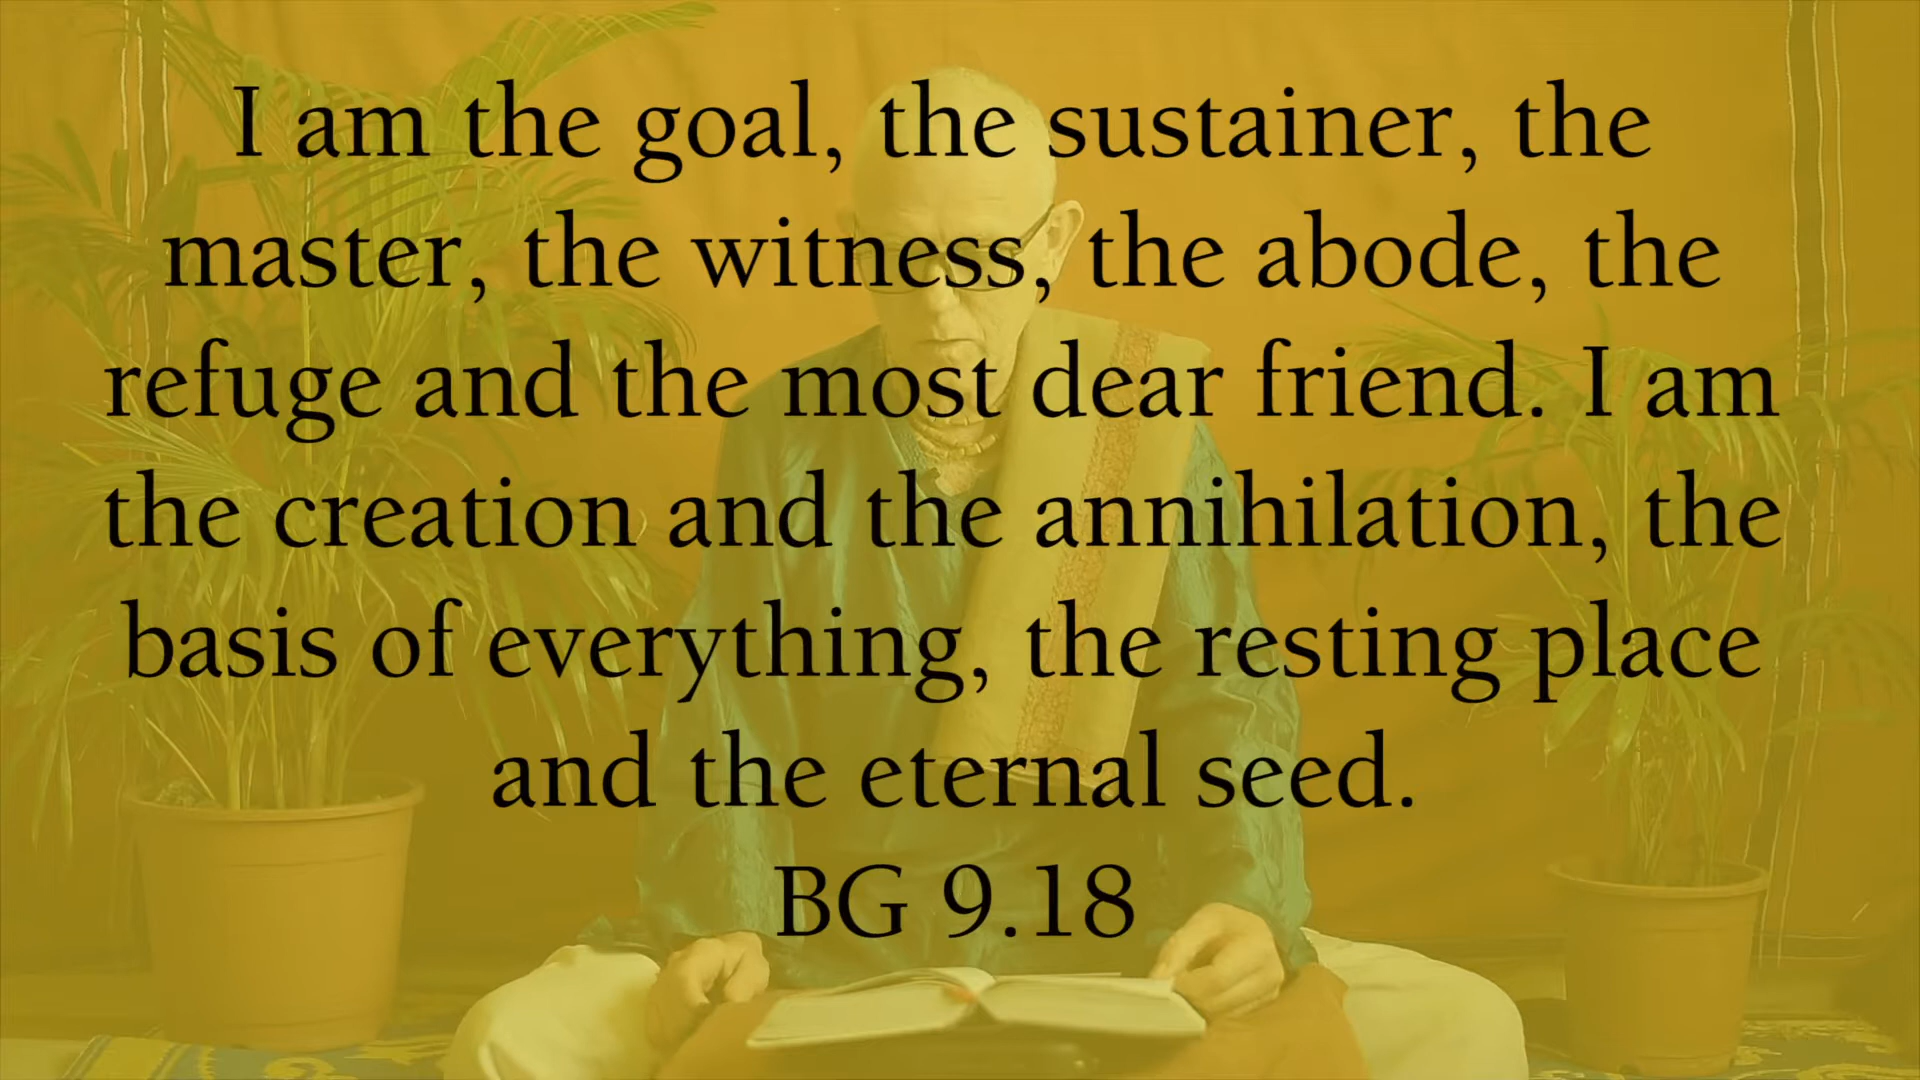 I am the goal, the sustainer, the
master, the witness, the abode, the
refuge and the most dear friend. I am
the creation and the annihilation, the
basis of everything, the resting place
and the eternal seed.
BG 9.18